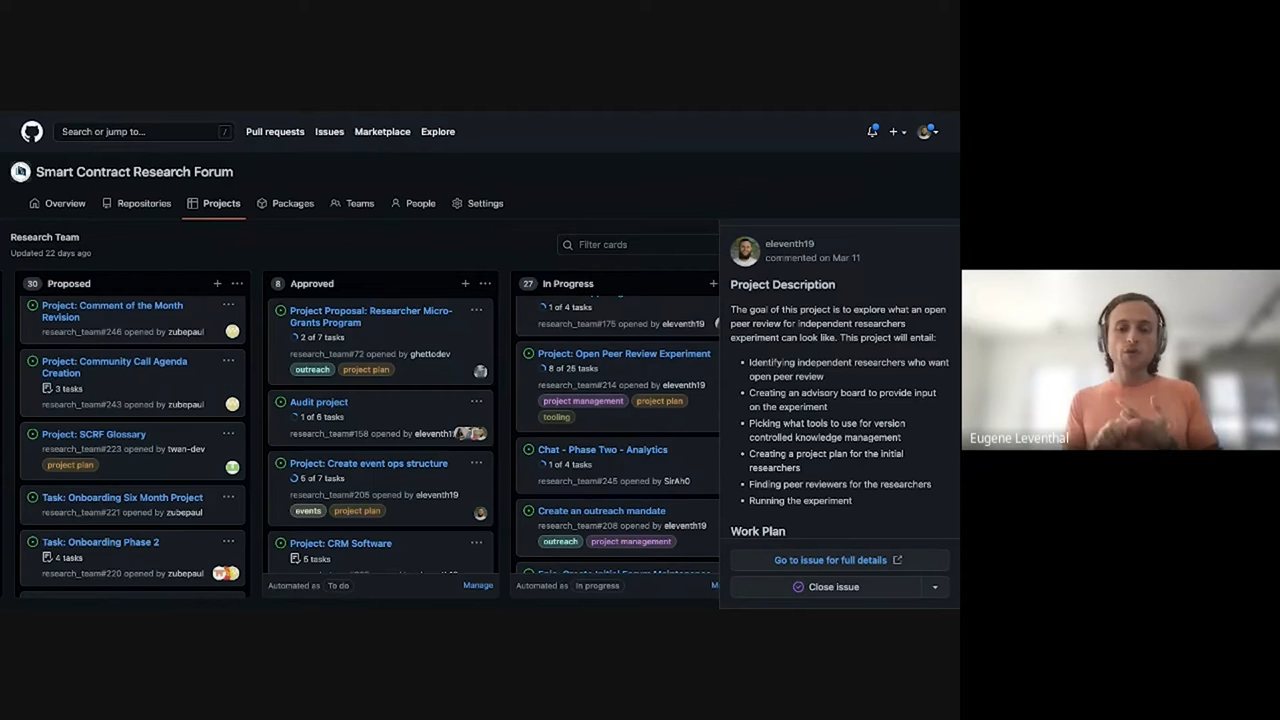 Search or jump to... /
Pull requests Issues Marketplace Explore
Smart Contract Research Forum
Overview Repositories Projects Packages Teams People Settings
Research Team
Updated 22 days ago
Filter cards
30 Proposed
Project: Comment of the Month
Revision
research_team#246 opened by zubepaul
Project: Community Call Agenda
Creation
3 tasks
research_team#243 opened by zubepaul
Project: SCRF Glossary
research_team#223 opened by twan-dev
project plan
Task: Onboarding Six Month Project
research_team#221 opened by zubepaul
Task: Onboarding Phase 2
4 tasks
research_team#220 opened by zubepaul
8 Approved
Project Proposal: Researcher Micro-
Grants Program
2 of 7 tasks
research_team#72 opened by ghettodev
outreach project plan
Audit project
1 of 6 tasks
research_team#158 opened by
Project: Create event ops structure
5 of 7 tasks
research_team#205 opened by eleventh19
events project plan
Project: CRM Software
5 tasks
Automated as To do Manage
27 In Progress
1 of 4 tasks
research_team#175 opened by eleventh19
Project: Open Peer Review Experiment
8 of 25 tasks
research_team#214 opened by eleventh19
project management project plan
tooling
Chat - Phase Two - Analytics
1 of 4 tasks
research_team#245 opened by SirAh0
Create an outreach mandate
research_team#208 opened by eleventh19
outreach project management
Automated as In progress
eleventh19
commented on Mar 11
Project Description
The goal of this project is to explore what an open
peer review for independent researchers
experiment can look like. This project will entail:
• Identifying independent researchers who want
open peer review
• Creating an advisory board to provide input
on the experiment
• Picking what tools to use for version
controlled knowledge management
• Creating a project plan for the initial
researchers
• Finding peer reviewers for the researchers
• Running the experiment
Work Plan
Go to issue for full details
Close issue
Eugene Leventhal